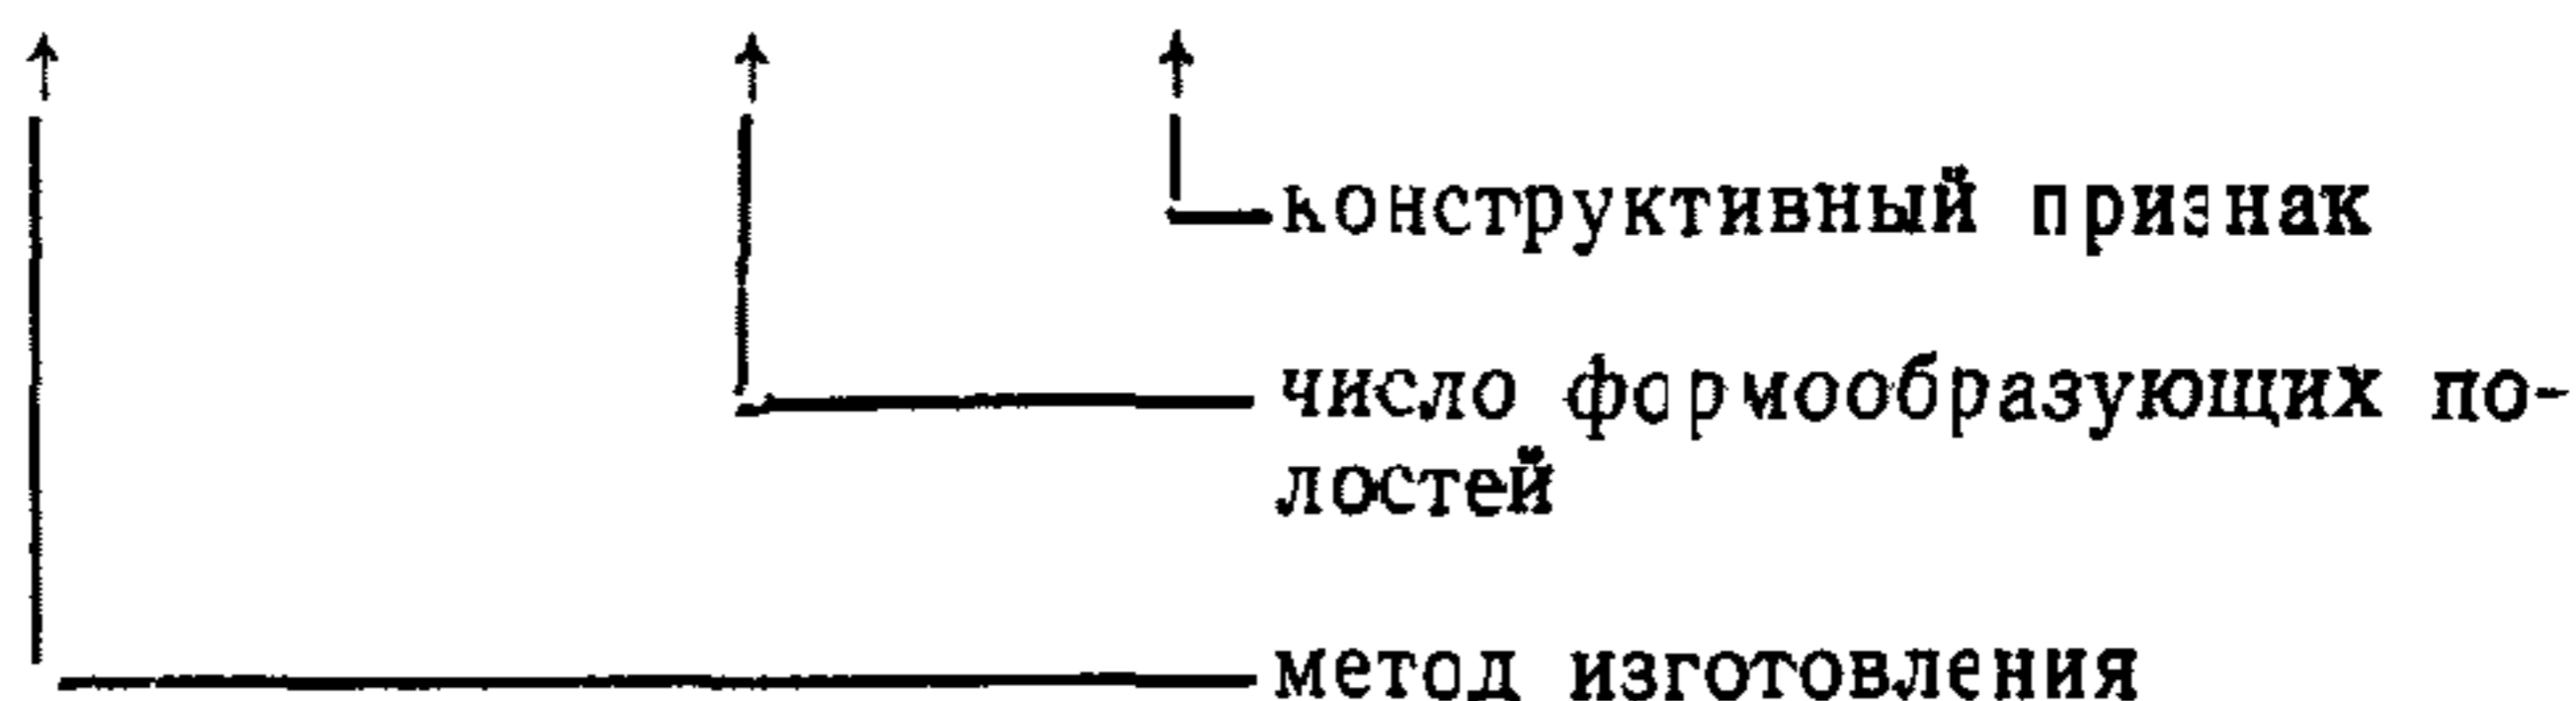 конструктивный признак
число формообразующих по-
лостей
метод изготовления